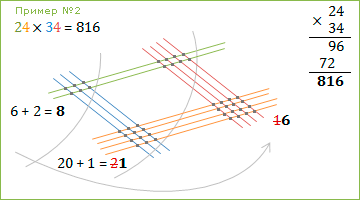 Пример №2
24 × 34 = 816
24
× 34
96
72
816
6 + 2 = 8
16
20 + 1 = 21